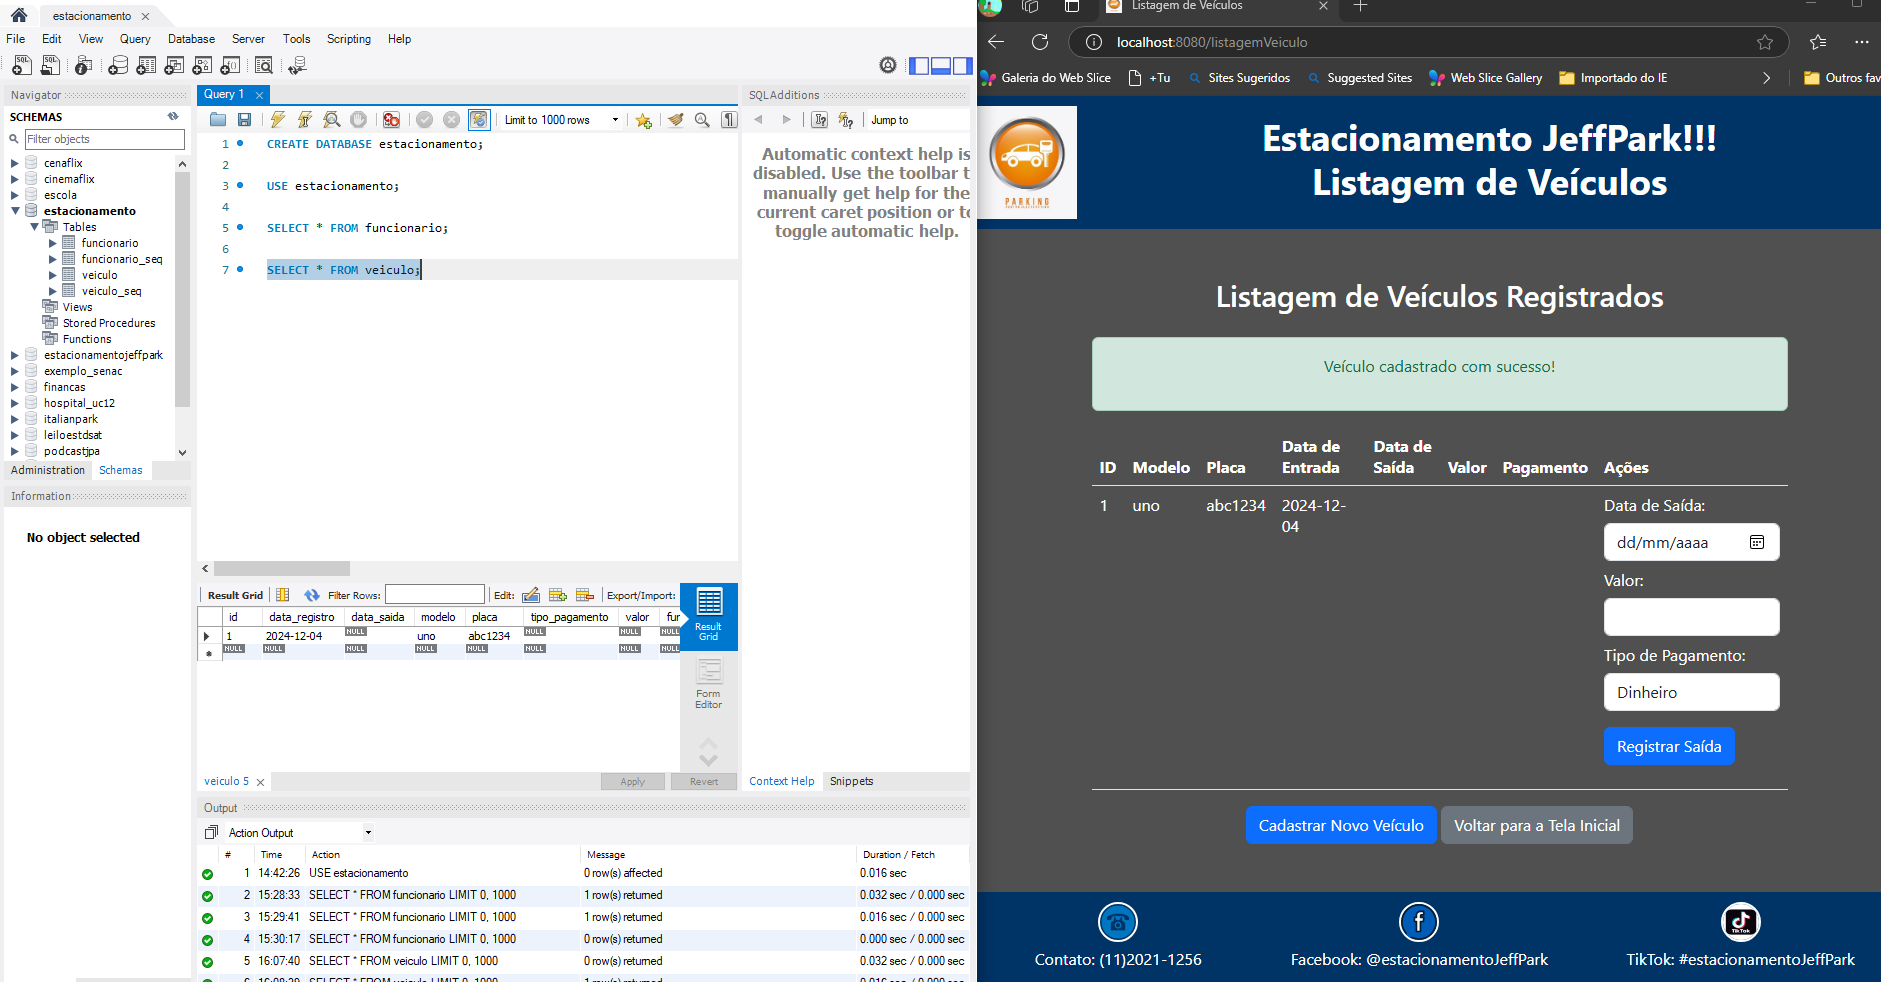 estacionamento
File Edit View Query Database Server Tools Scripting Help
Navigator
SCHEMAS
Filter objects
cenaflix
cinemaflix
escola
estacionamento
Tables
funcionario
funcionario_seq
veiculo
veiculo_seq
Views
Stored Procedures
Functions
estacionamentojeffpark
exemplo_senac
financas
hospital_uc12
italianpark
leiloestdsat
podcastjpa
Administration Schemas
Information
No object selected
Query 1
Limit to 1000 rows
1 CREATE DATABASE estacionamento;
2
3 USE estacionamento;
4
5 SELECT * FROM funcionario;
6
7 SELECT * FROM veiculo;
Result Grid Filter Rows: Edit: Export/Import:
id data_registro data_saida modelo placa tipo_pagamento valor fur
1 2024-12-04 NULL uno abc1234 NULL NULL NULL
NULL NULL NULL NULL NULL NULL NULL NULL
Result
Grid
Form
Editor
veiculo 5
Apply Revert
SQLAdditions
Jump to
Automatic context help is
disabled. Use the toolbar t
manually get help for the
current caret position or to
toggle automatic help.
Context Help Snippets
Output
Action Output
# Time Action Message Duration / Fetch
1 14:42:26 USE estacionamento 0 row(s) affected 0.016 sec
2 15:28:33 SELECT * FROM funcionario LIMIT 0, 1000 1 row(s) returned 0.032 sec / 0.000 sec
3 15:29:41 SELECT * FROM funcionario LIMIT 0, 1000 1 row(s) returned 0.016 sec / 0.000 sec
4 15:30:17 SELECT * FROM funcionario LIMIT 0, 1000 0 row(s) returned 0.000 sec / 0.000 sec
5 16:07:40 SELECT * FROM veiculo LIMIT 0, 1000 0 row(s) returned 0.032 sec / 0.000 sec
Listagem de Veículos
localhost:8080/listagemVeiculo
Galeria do Web Slice +Tu Sites Sugeridos Suggested Sites Web Slice Gallery Importado do IE Outros fav
PARKING
Estacionamento JeffPark!!!
Listagem de Veículos
Listagem de Veículos Registrados
Veículo cadastrado com sucesso!
ID Modelo Placa Data de Entrada Data de Saída Valor Pagamento Ações
1 uno abc1234 2024-12-04
Data de Saída:
dd/mm/aaaa
Valor:
Tipo de Pagamento:
Dinheiro
Registrar Saída
Cadastrar Novo Veículo Voltar para a Tela Inicial
TikTok
Contato: (11)2021-1256 Facebook: @estacionamentoJeffPark TikTok: #estacionamentoJeffPark